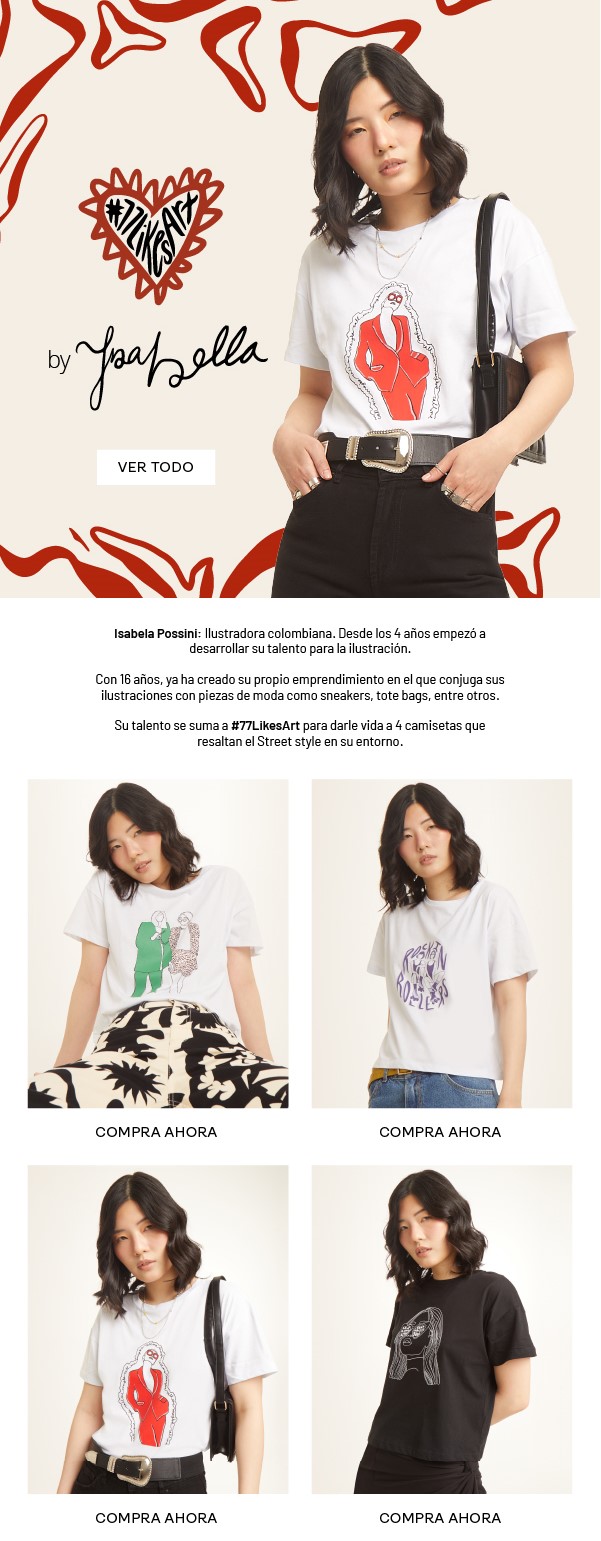 #77LikesArt
by Ysabella
VER TODO
Isabela Possini: Ilustradora colombiana. Desde los 4 años empezó a
desarrollar su talento para la ilustración.
Con 16 años, ya ha creado su propio emprendimiento en el que conjuga sus
ilustraciones con piezas de moda como sneakers, tote bags, entre otros.
Su talento se suma a #77LikesArt para darle vida a 4 camisetas que
resaltan el Street style en su entorno.
COMPRA AHORA
COMPRA AHORA
COMPRA AHORA
COMPRA AHORA